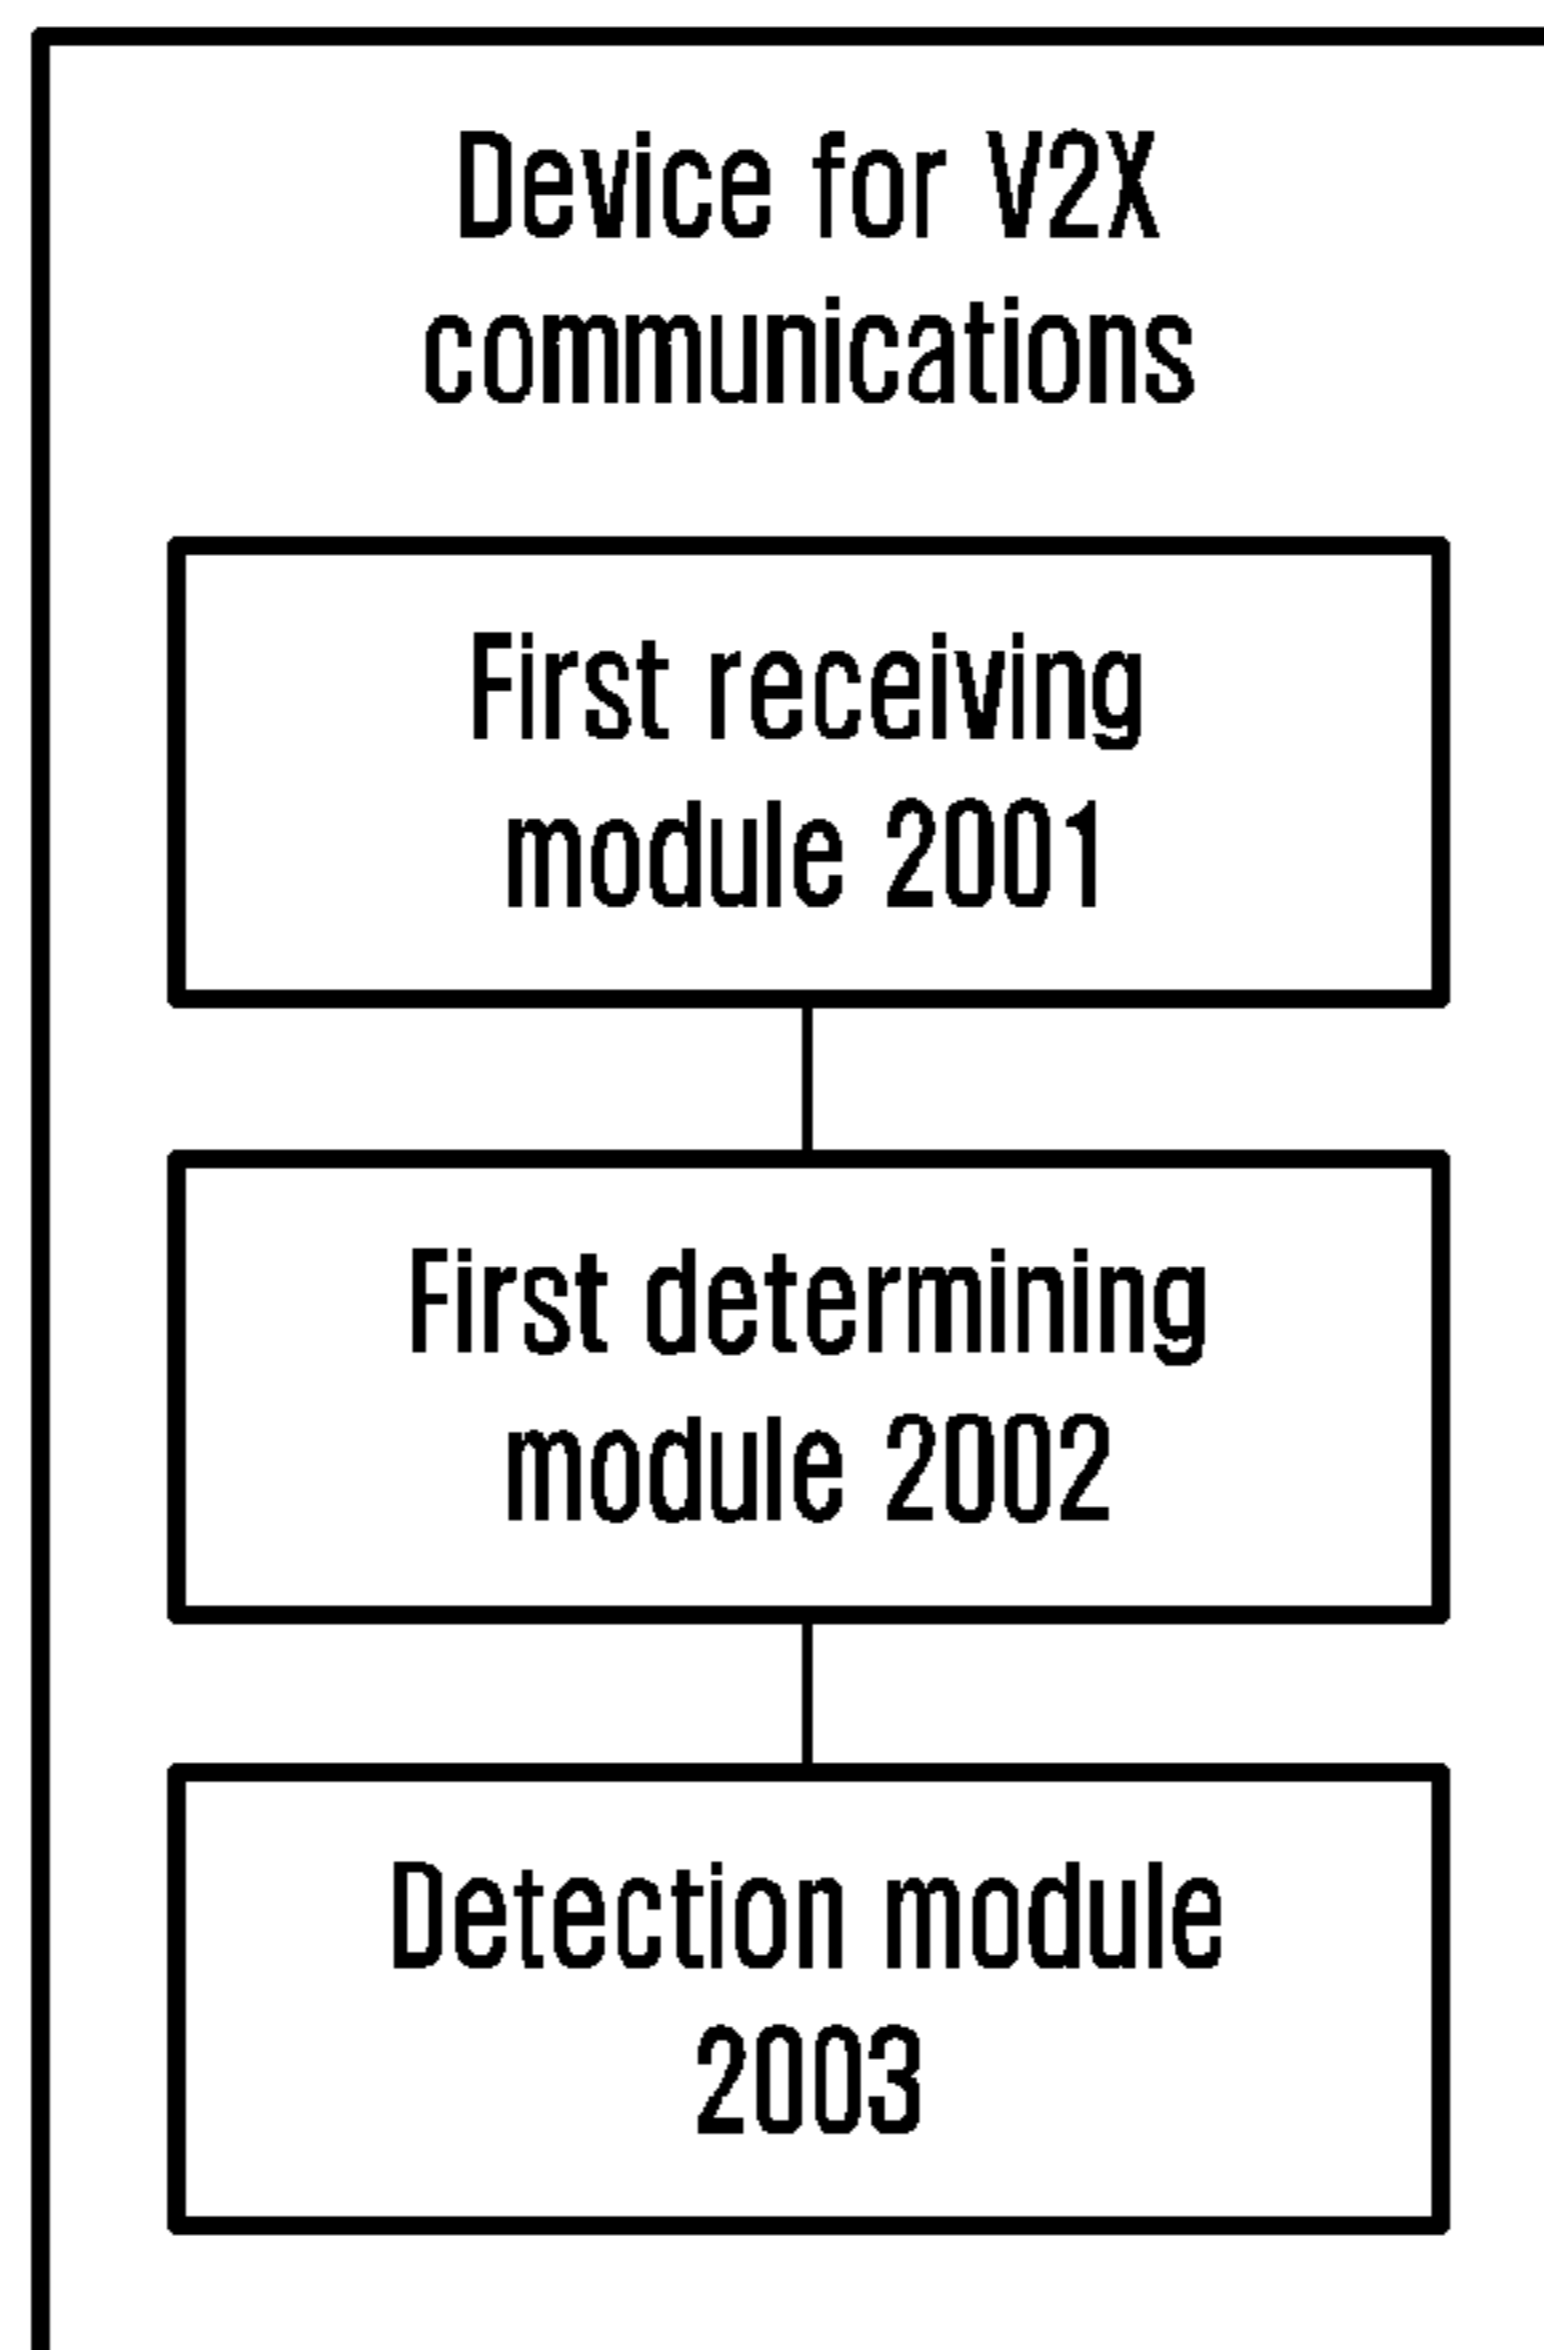 Device for V2X
communications
First receiving
module 2001
First determining
module 2002
Detection module
2003